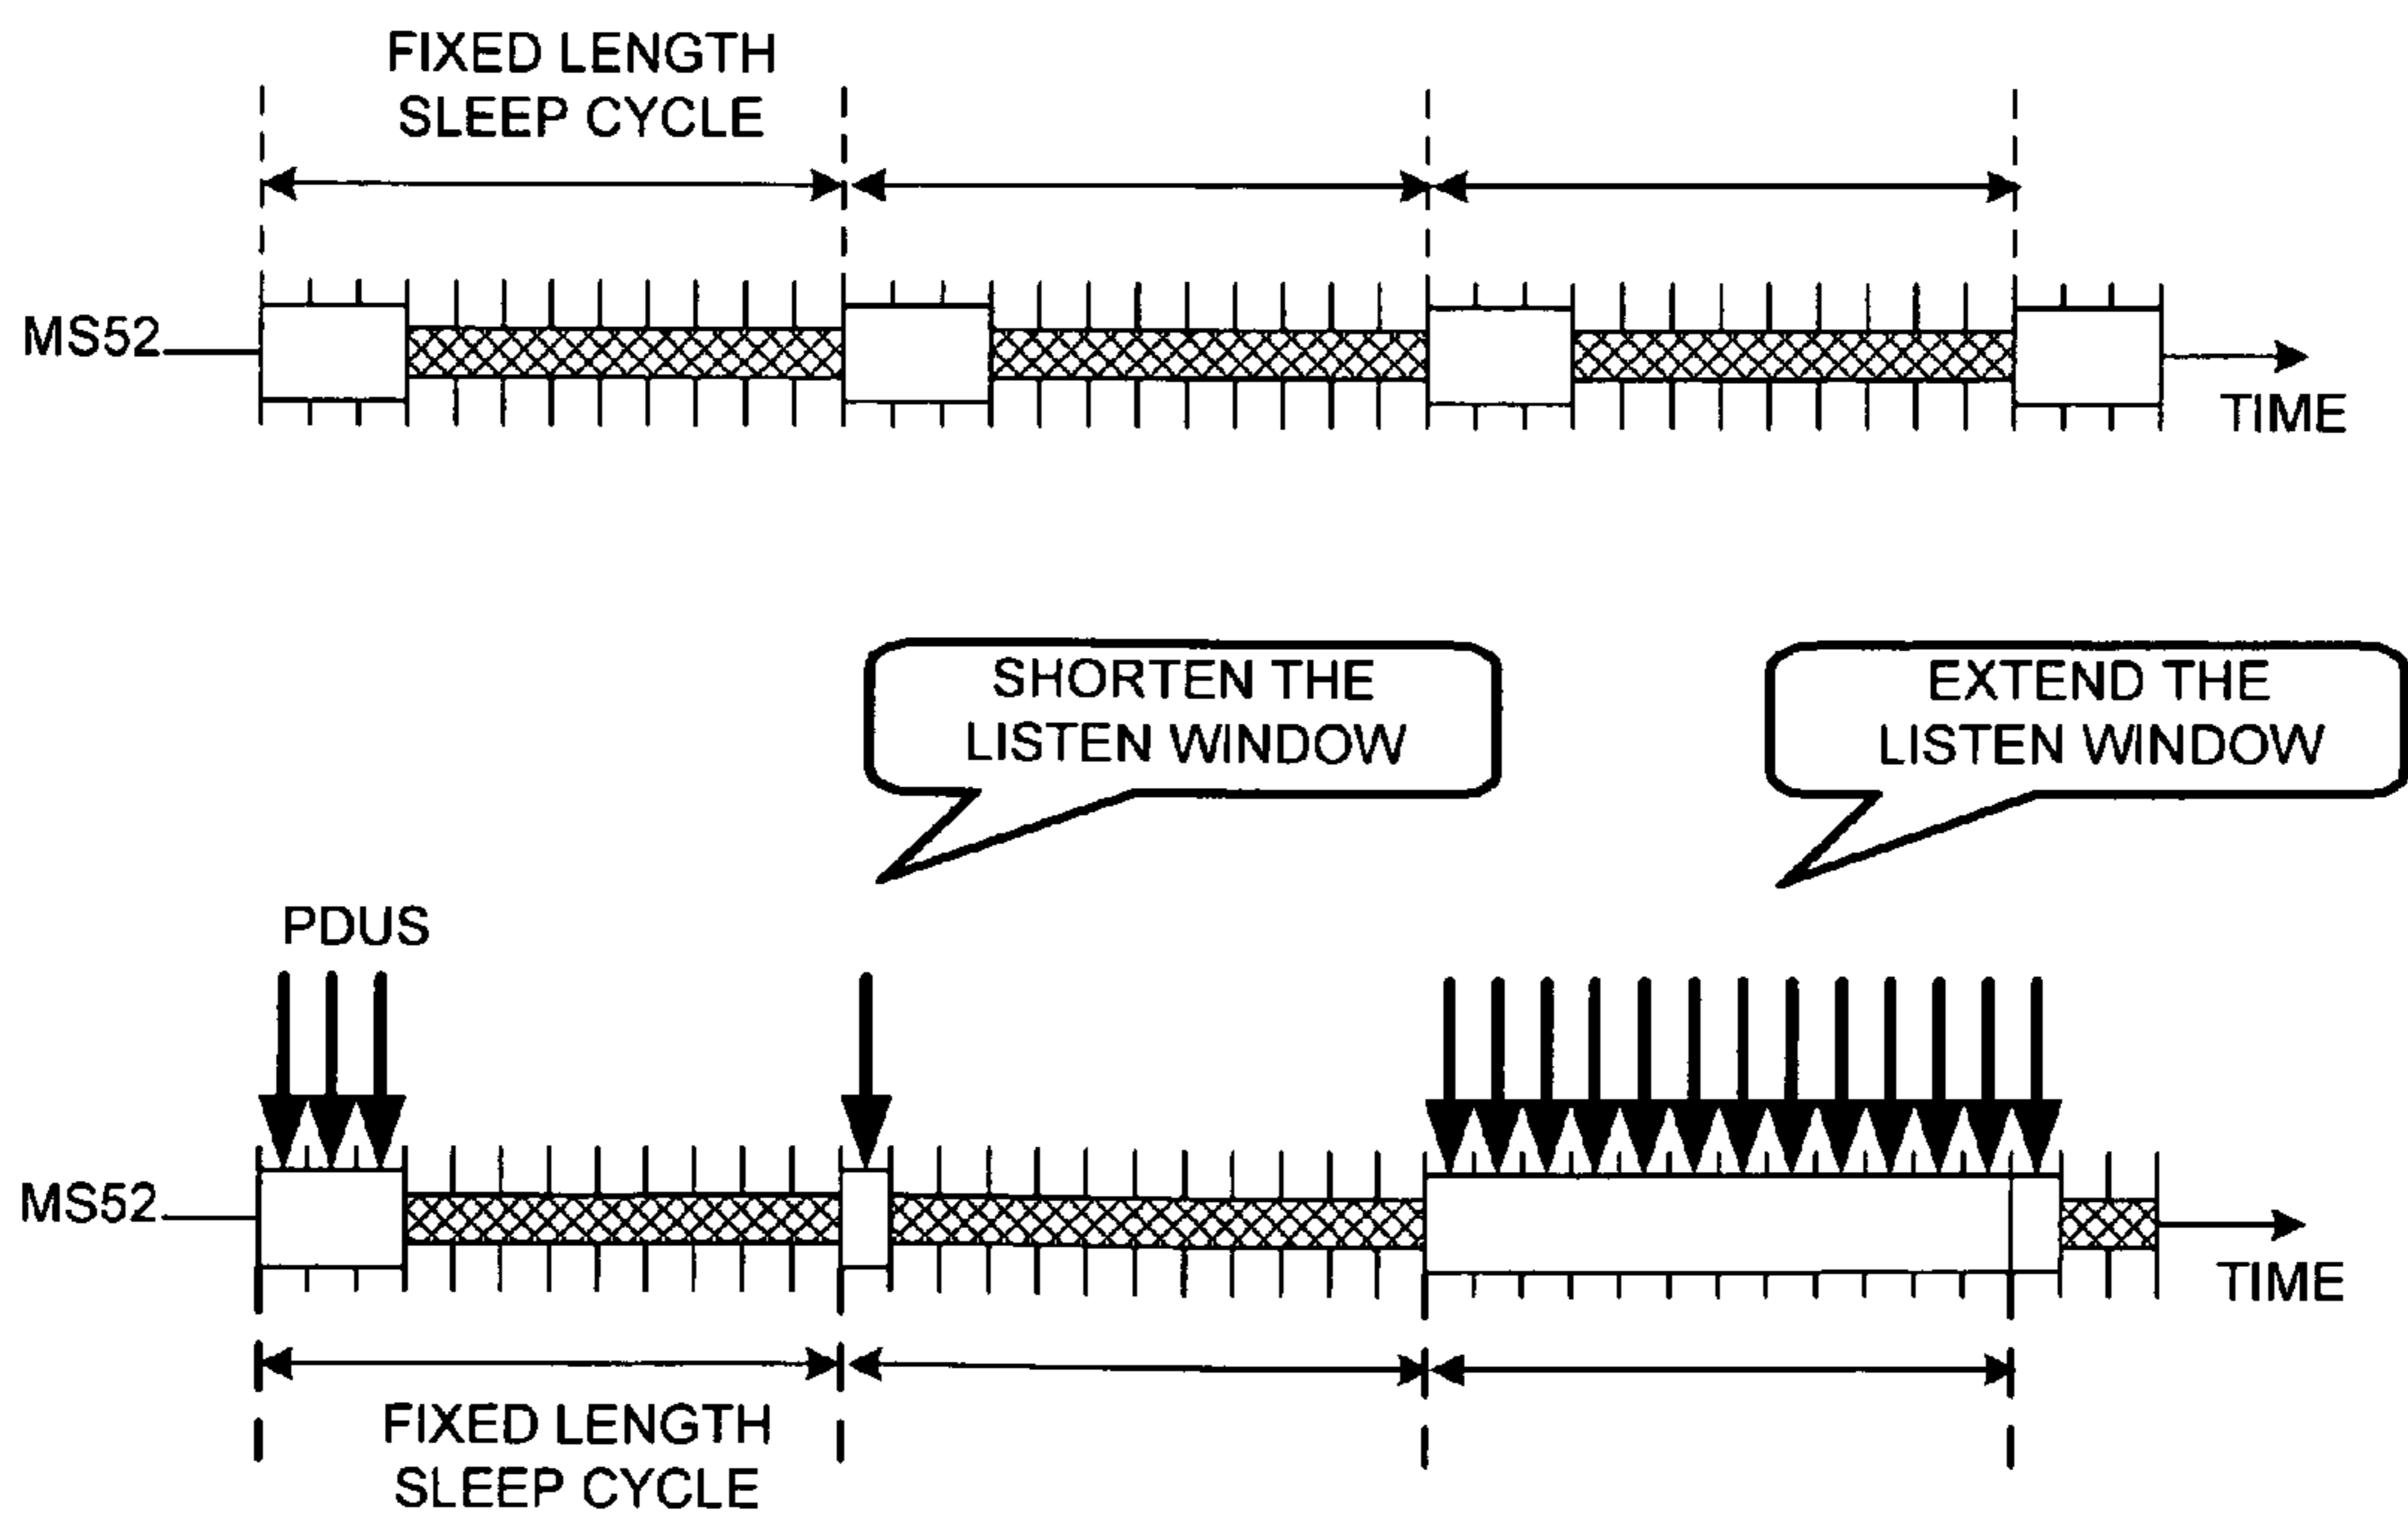 FIXED LENGTH
SLEEP CYCLE
MS52
TIME
SHORTEN THE
LISTEN WINDOW
EXTEND THE
LISTEN WINDOW
PDUS
MS52
TIME
FIXED LENGTH
SLEEP CYCLE